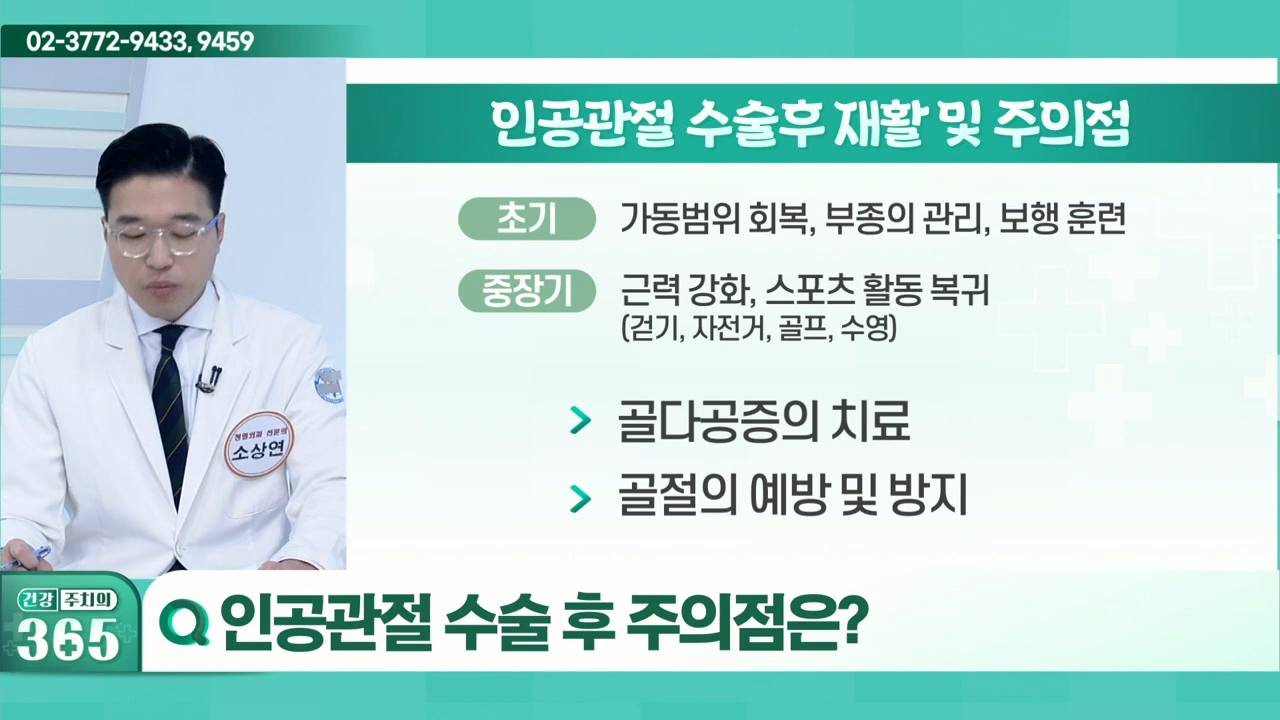 02-3772-9433, 9459
인공관절 수술후 재활 및 주의점
초기 가동범위 회복, 부종의 관리, 보행 훈련
중장기 근력 강화, 스포츠 활동 복귀
(걷기, 자전거, 골프, 수영)
> 골다공증의 치료
> 골절의 예방 및 방지
정형외과 전문의
소상연
건강 주치의
365
Q 인공관절 수술 후 주의점은?